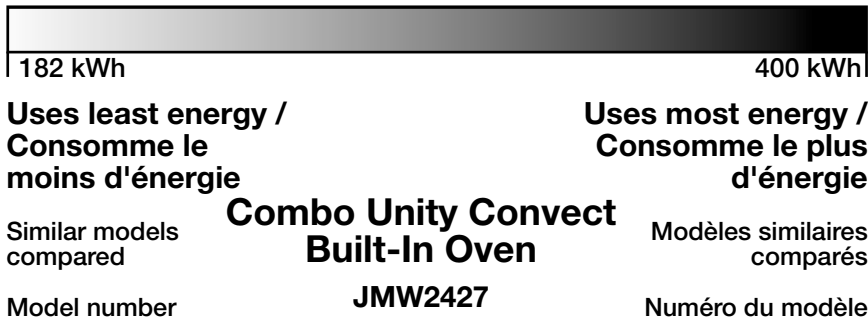 182 kWh 400 kWh
Uses least energy / Uses most energy /
Consomme le Consomme le plus
moins d'énergie d'énergie
Combo Unity Convect
Similar models Modèles similaires
compared Built-In Oven comparés
Model number JMW2427 Numéro du modèle